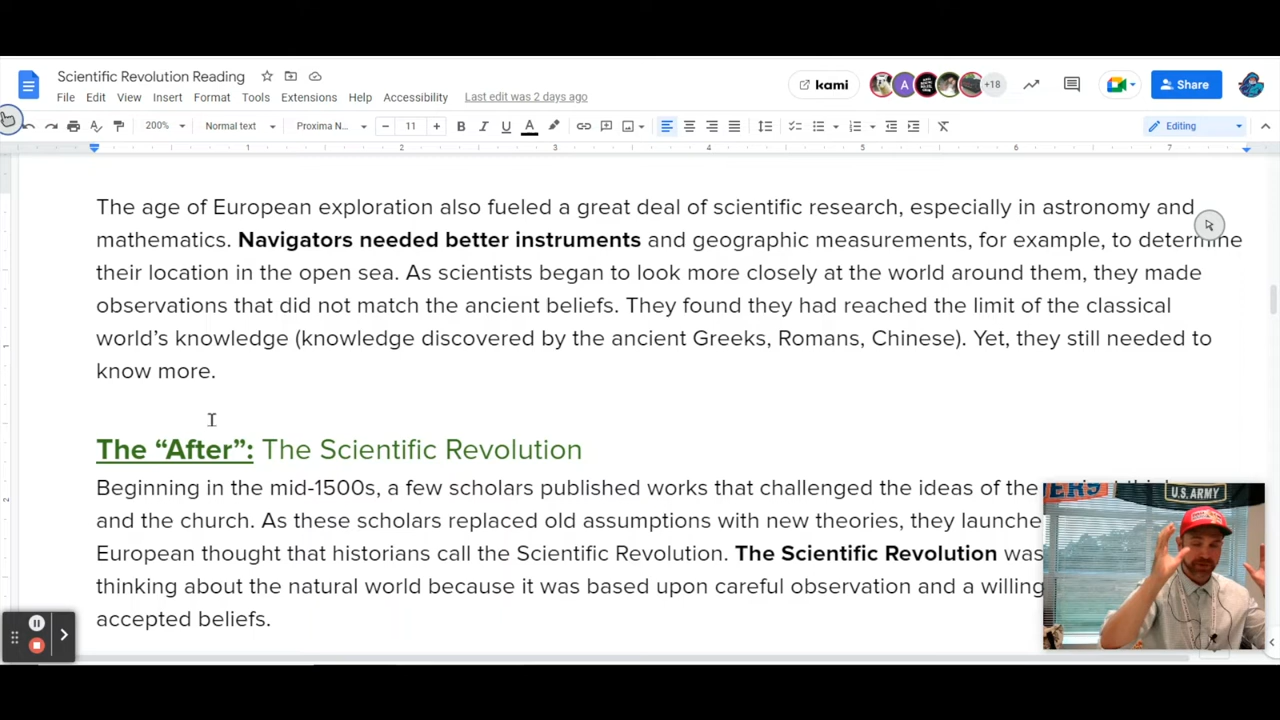 Scientific Revolution Reading
kami
+18
Share
File Edit View Insert Format Tools Extensions Help Accessibility Last edit was 2 days ago
200% Normal text Proxima N... 11 B I U A Editing
1 2 3 4 5 6 7
The age of European exploration also fueled a great deal of scientific research, especially in astronomy and
mathematics. Navigators needed better instruments and geographic measurements, for example, to determine
their location in the open sea. As scientists began to look more closely at the world around them, they made
observations that did not match the ancient beliefs. They found they had reached the limit of the classical
world’s knowledge (knowledge discovered by the ancient Greeks, Romans, Chinese). Yet, they still needed to
know more.
The “After”: The Scientific Revolution
Beginning in the mid-1500s, a few scholars published works that challenged the ideas of the
and the church. As these scholars replaced old assumptions with new theories, they launche
European thought that historians call the Scientific Revolution. The Scientific Revolution was
thinking about the natural world because it was based upon careful observation and a willing
accepted beliefs.
ERS
U.S. ARMY